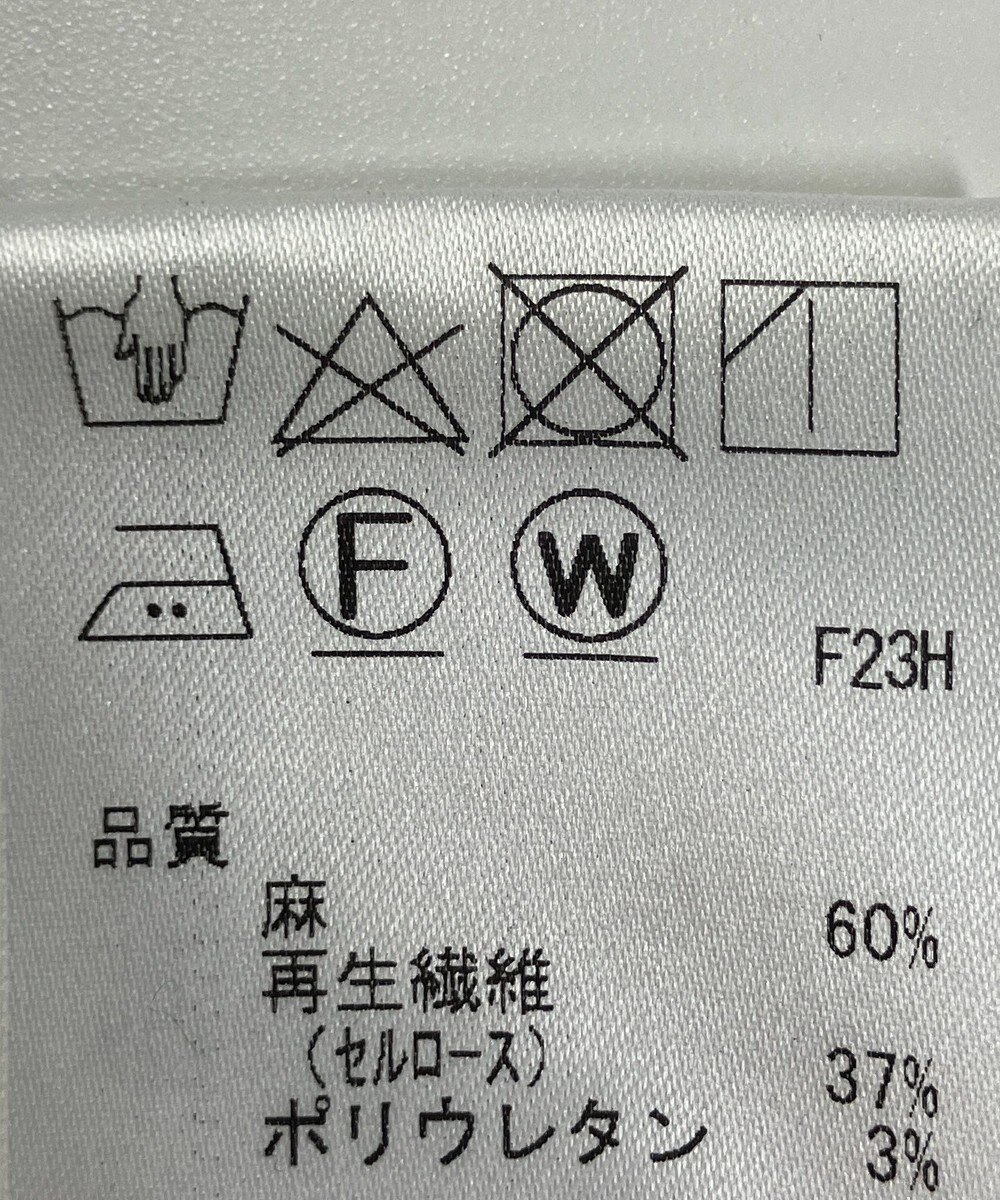 F W
F23H
品質
麻 60%
再生繊維
(セルロース) 37%
ポリウレタン 3%